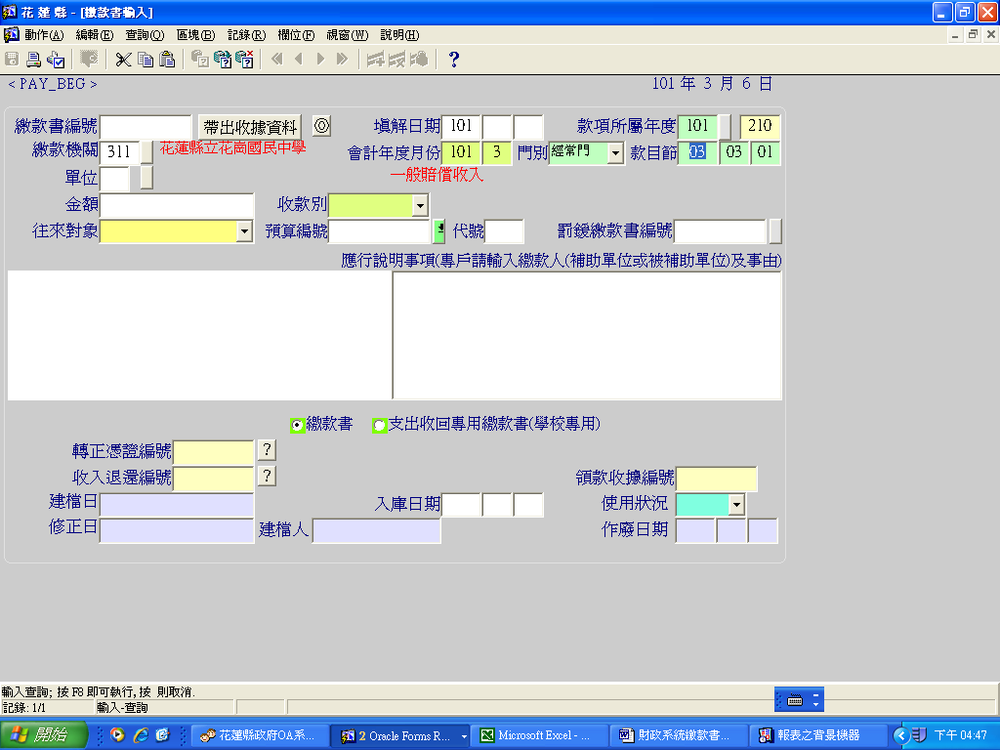 花 蓮 縣 - [繳款書輸入]
動作(A) 編輯(E) 查詢(Q) 區塊(B) 記錄(R) 欄位(F) 視窗(W) 說明(H)
< PAY_BEG > 101 年 3 月 6 日
繳款書編號 帶出收據資料 ◎ 填解日期 101 款項所屬年度 101 210
繳款機關 311 花蓮縣立花崗國民中學 會計年度月份 101 3 門別 經常門 款目節 03 03 01
單位 一般賠償收入
金額 收款別
往來對象 預算編號 代號 罰鍰繳款書編號
應行說明事項(專戶請輸入繳款人(補助單位或被補助單位)及事由)
繳款書 支出收回專用繳款書(學校專用)
轉正憑證編號 ?
收入退還編號 ? 領款收據編號
建檔日 入庫日期 使用狀況
修正日 建檔人 作廢日期
輸入查詢; 按 F8 即可執行, 按 則取消.
記錄: 1/1 輸入-查詢
開始 花蓮縣政府OA系... 2 Oracle Forms R... Microsoft Excel - ... 財政系統繳款書... 報表之背景機器 下午 04:47